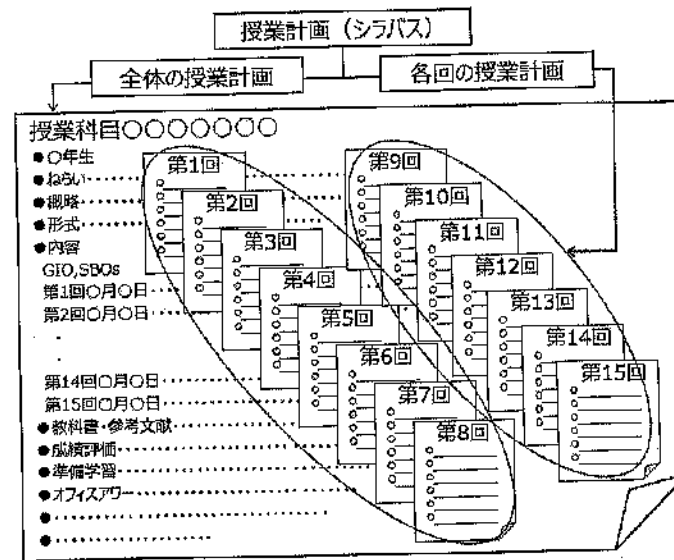 授業計画（シラバス）
全体の授業計画
各回の授業計画
授業科目〇〇〇〇〇〇〇
●〇年生
●ねらい
●概略
●形式
●内容
GIO,SBOs
第1回〇月〇日
第2回〇月〇日
.
.
第14回〇月〇日
第15回〇月〇日
●教科書・参考文献
●成績評価
●準備学習
●オフィスアワー
●
●
第1回
第2回
第3回
第4回
第5回
第6回
第7回
第8回
第9回
第10回
第11回
第12回
第13回
第14回
第15回